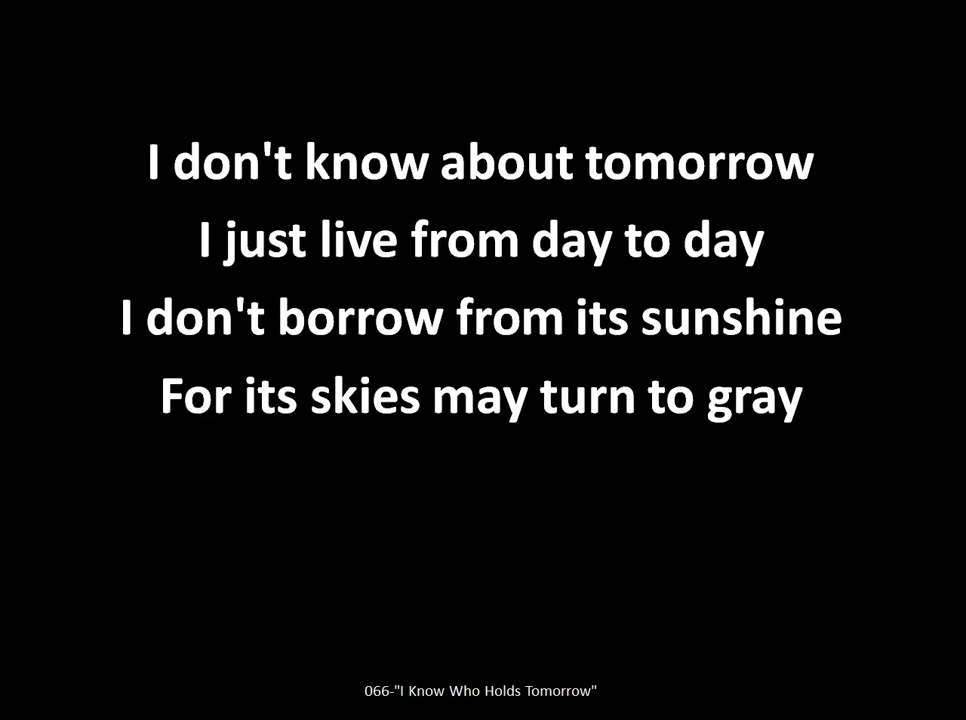 I don't know about tomorrow
I just live from day to day
I don't borrow from its sunshine
For its skies may turn to gray
066-"I Know Who Holds Tomorrow"